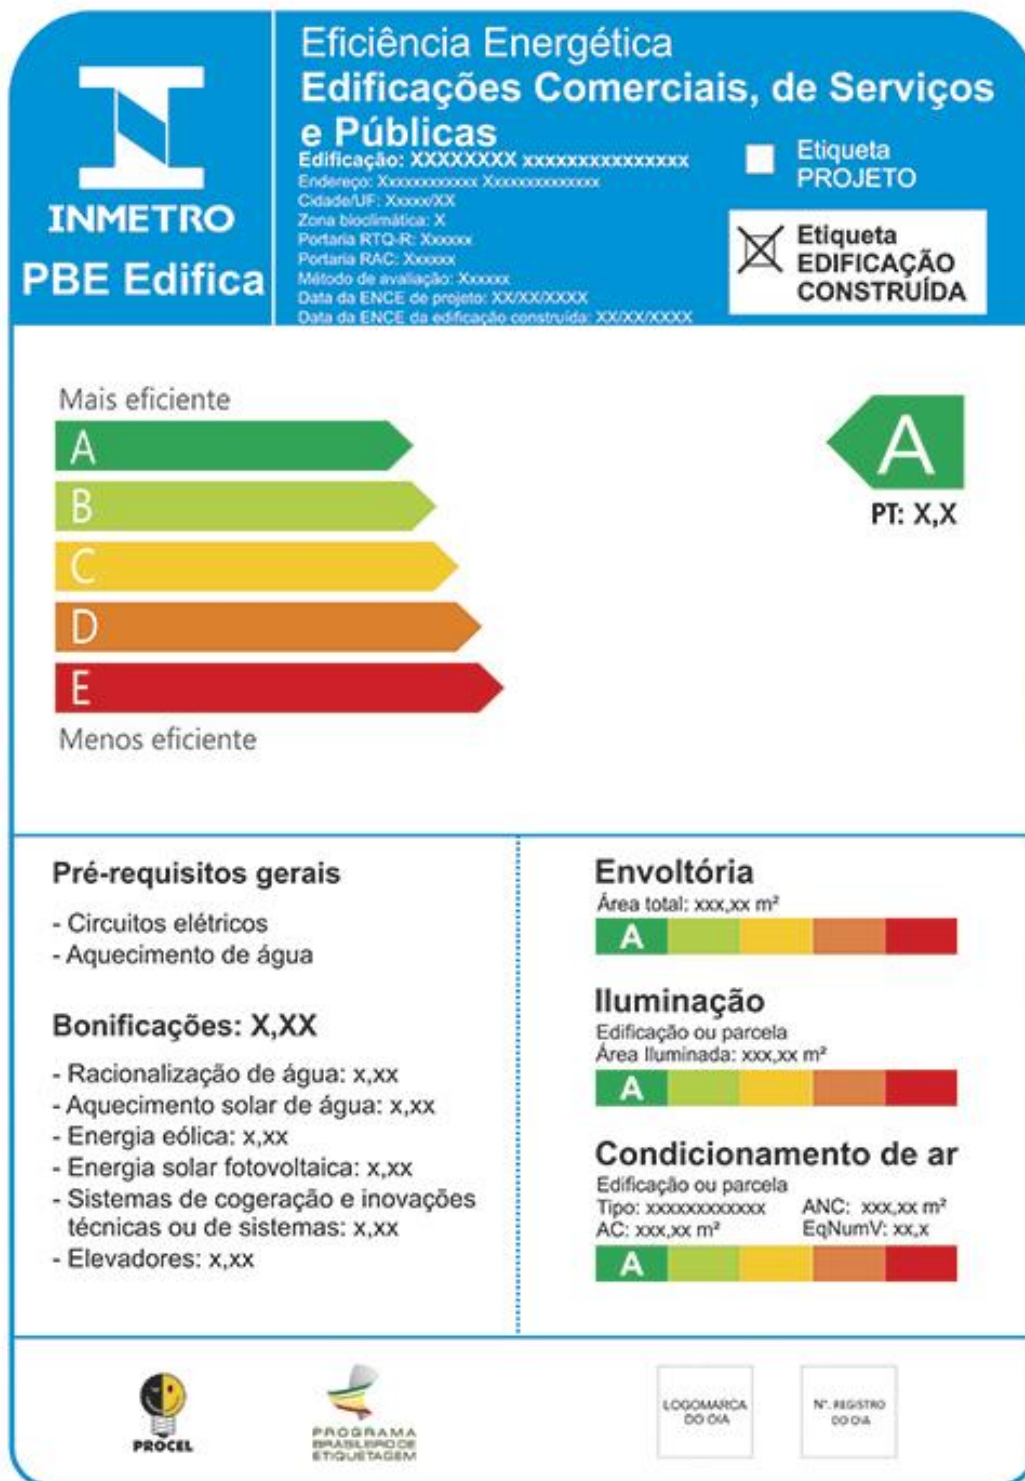 INMETRO
PBE Edifica
Eficiência Energética
Edificações Comerciais, de Serviços
e Públicas
Edificação: XXXXXXXX xxxxxxxxxxxxxxx
Endereço: Xxxxxxxxxxx Xxxxxxxxxxxxx
Cidade/UF: Xxxxx/XX
Zona bioclimática: X
Portaria RTQ-R: Xxxxxx
Portaria RAC: Xxxxxx
Método de avaliação: Xxxxxx
Data da ENCE de projeto: XX/XX/XXXX
Data da ENCE da edificação construída: XX/XX/XXXX
Etiqueta
PROJETO
Etiqueta
EDIFICAÇÃO
CONSTRUÍDA
Mais eficiente
A
B
C
D
E
Menos eficiente
A
PT: X,X
Pré-requisitos gerais
- Circuitos elétricos
- Aquecimento de água
Bonificações: X,XX
- Racionalização de água: x,xx
- Aquecimento solar de água: x,xx
- Energia eólica: x,xx
- Energia solar fotovoltaica: x,xx
- Sistemas de cogeração e inovações
técnicas ou de sistemas: x,xx
- Elevadores: x,xx
Envoltória
Área total: xxx,xx m²
A
Iluminação
Edificação ou parcela
Área Iluminada: xxx,xx m²
A
Condicionamento de ar
Edificação ou parcela
Tipo: xxxxxxxxxxxx ANC: xxx,xx m²
AC: xxx,xx m² EqNumV: xx,x
A
PROCEL
PROGRAMA
BRASILEIRO DE
ETIQUETAGEM
LOGOMARCA
DO OIA
N°. REGISTRO
DO OIA